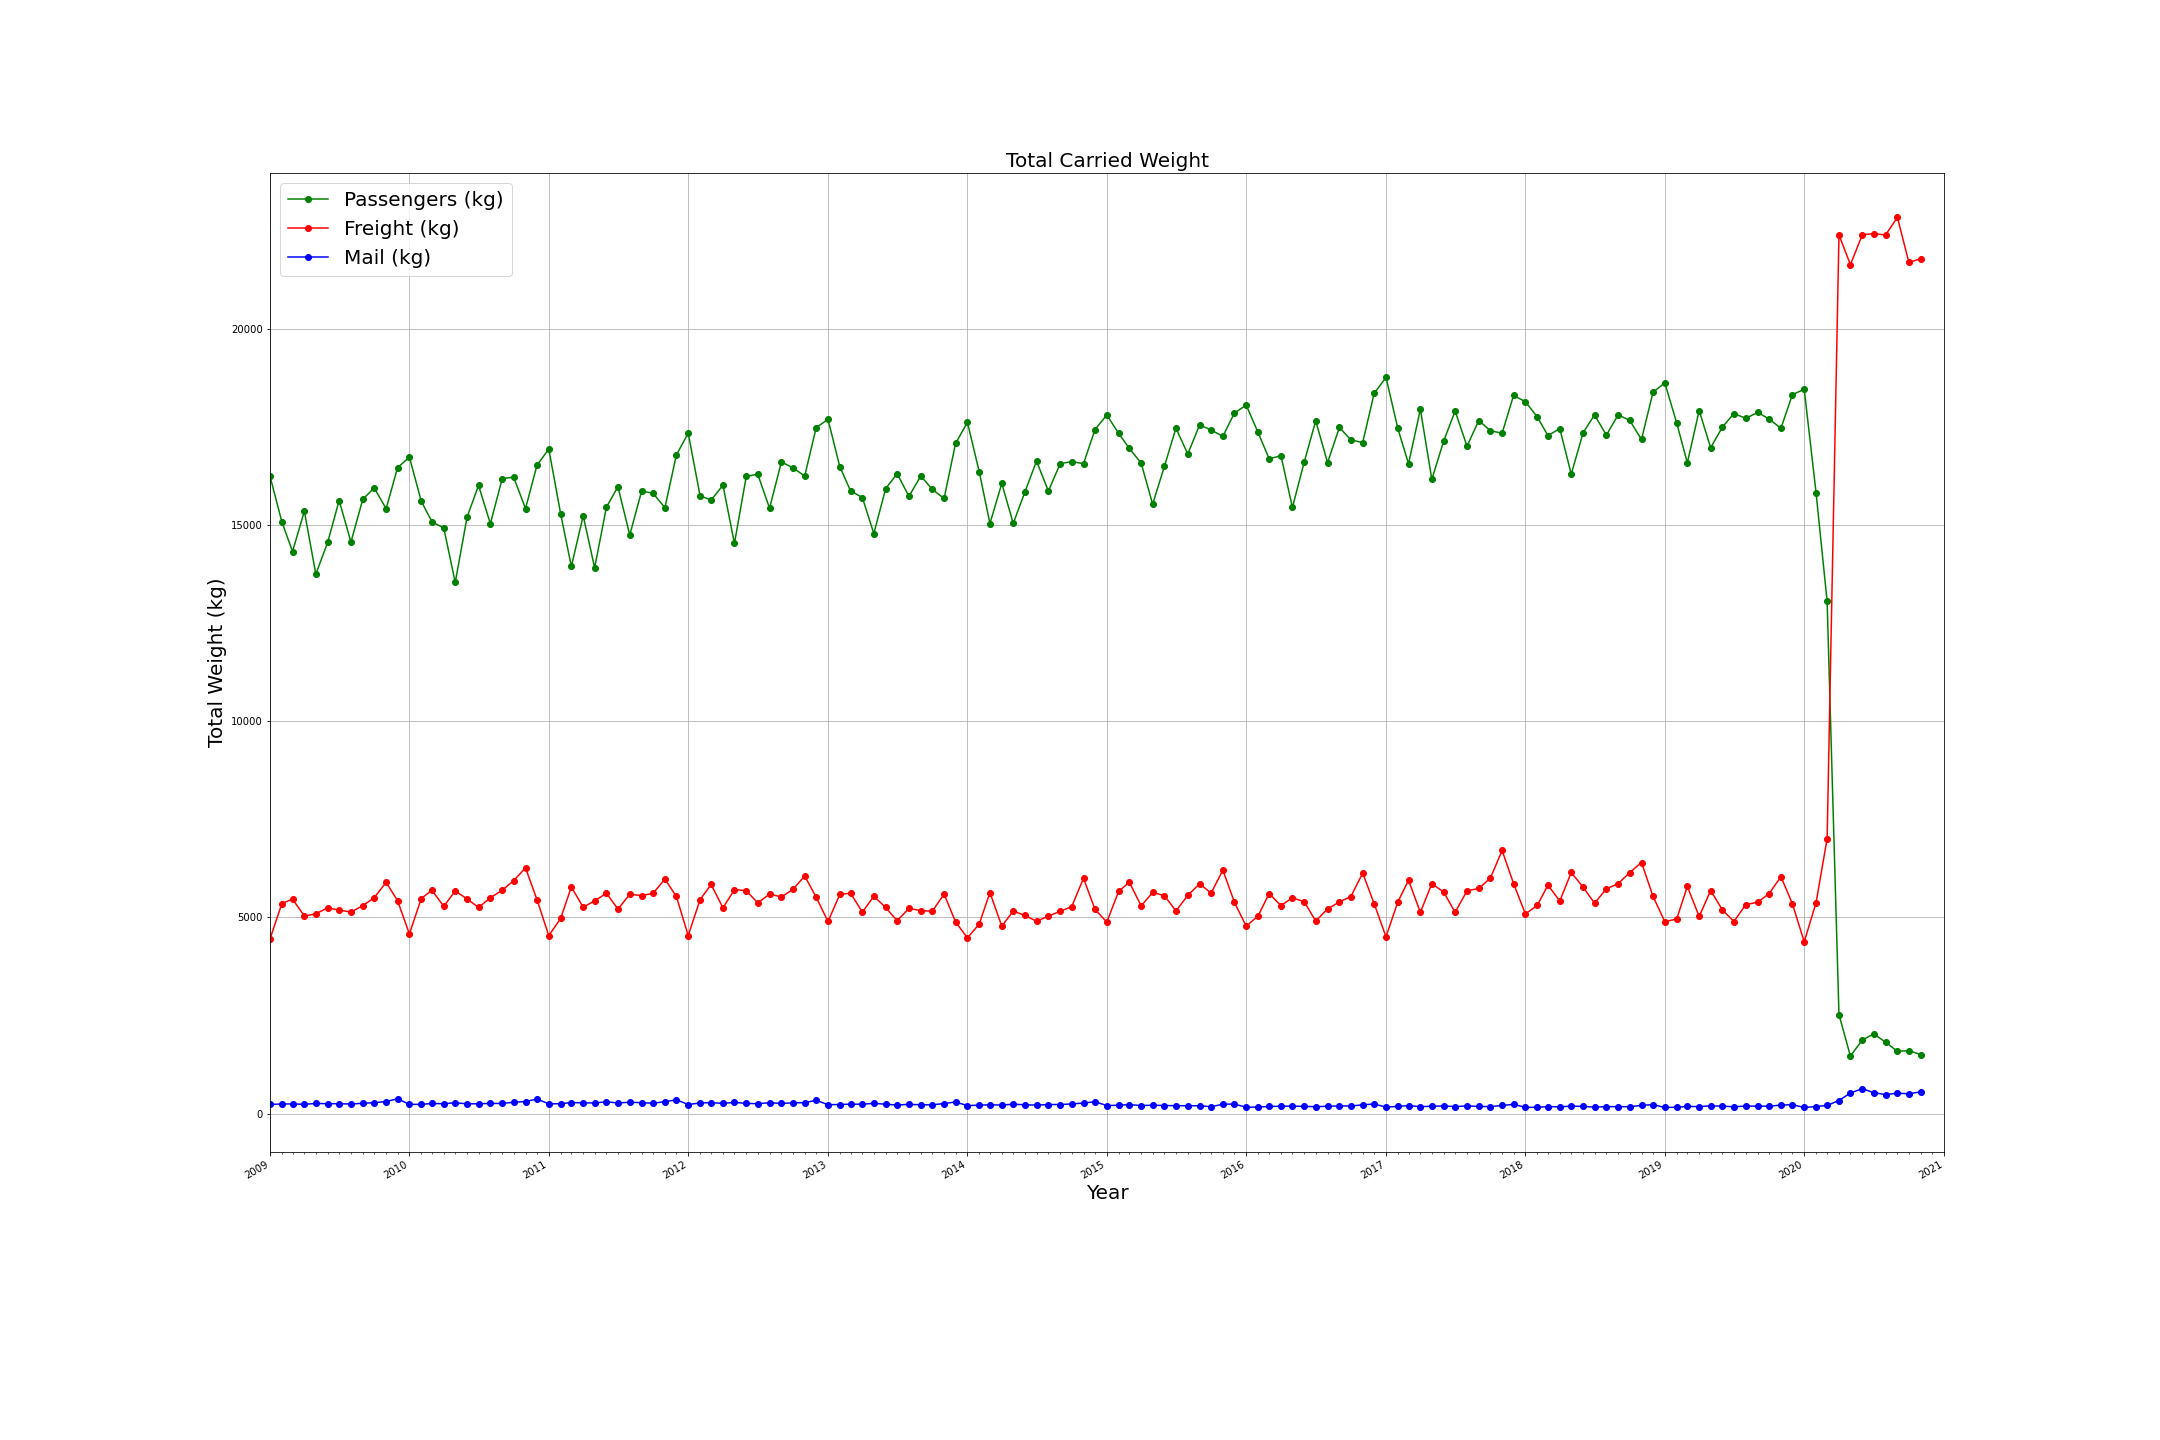 Total Carried Weight
Passengers (kg)
Freight (kg)
Mail (kg)
Total Weight (kg)
20000
15000
10000
5000
0
2009 2010 2011 2012 2013 2014 2015 2016 2017 2018 2019 2020 2021
Year